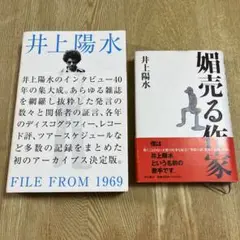 井上陽水
井上陽水のインタビュー40
年の集大成。あらゆる雑誌
を網羅し抜粋した発言の
数々と関係者の証言、各年
のディスコグラフィー、レコー
ド評、ツアースケジュールな
ど多数の記録をまとめた
初のアーカイブス決定版。
FILE FROM 1969
媚売る作家
井上陽水
僕は
井上陽水
という名前の
歌手です。